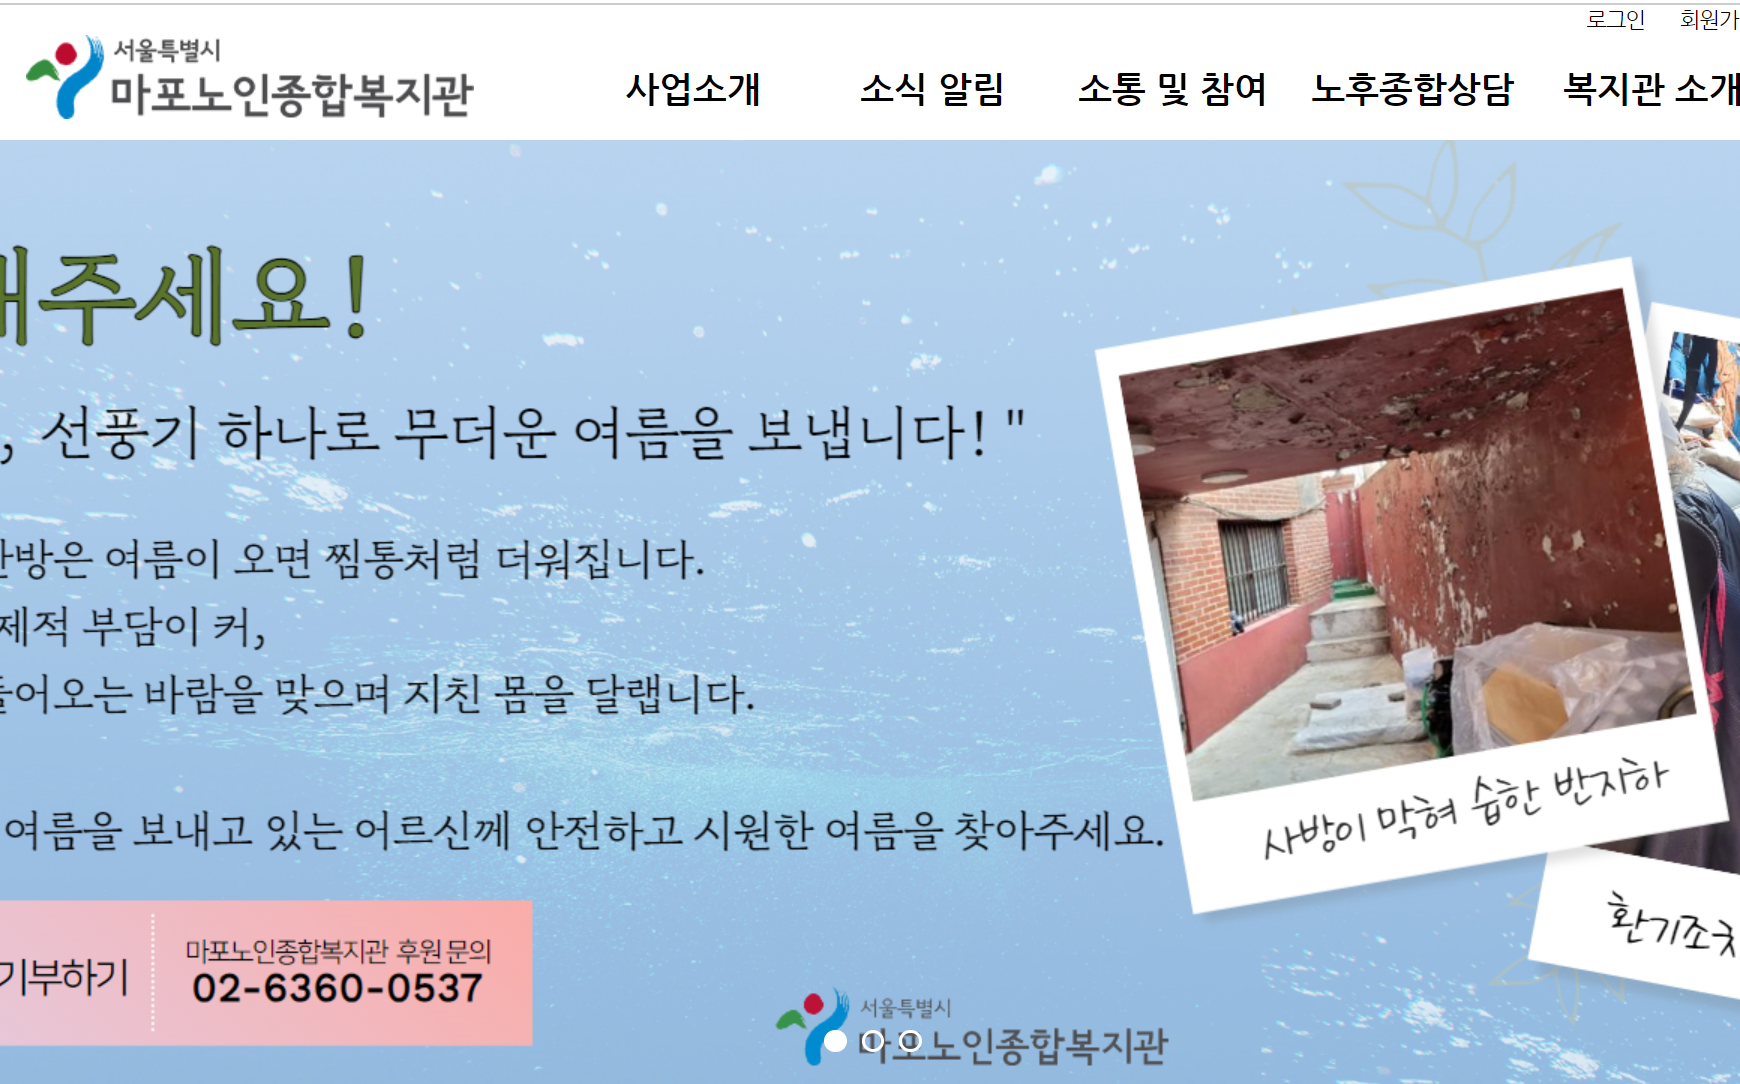 로그인 회원가
서울특별시
마포노인종합복지관
사업소개 소식 알림 소통 및 참여 노후종합상담 복지관 소개
해주세요!
, 선풍기 하나로 무더운 여름을 보냅니다! "
방은 여름이 오면 찜통처럼 더워집니다.
제적 부담이 커,
들어오는 바람을 맞으며 지친 몸을 달랩니다.
여름을 보내고 있는 어르신께 안전하고 시원한 여름을 찾아주세요.
사방이 막혀 습한 반지하
환기조차
기부하기
마포노인종합복지관 후원 문의
02-6360-0537
서울특별시
마포노인종합복지관